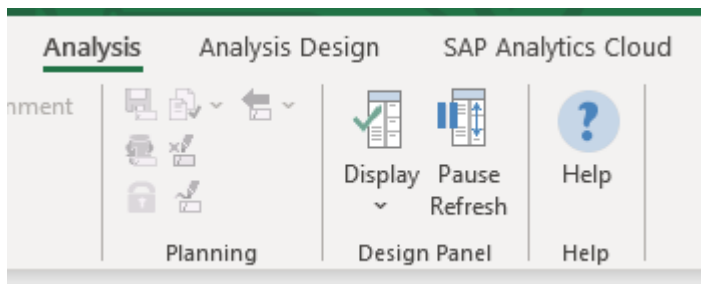 Analysis Analysis Design SAP Analytics Cloud
nment
Display Pause Refresh Help
Planning Design Panel Help